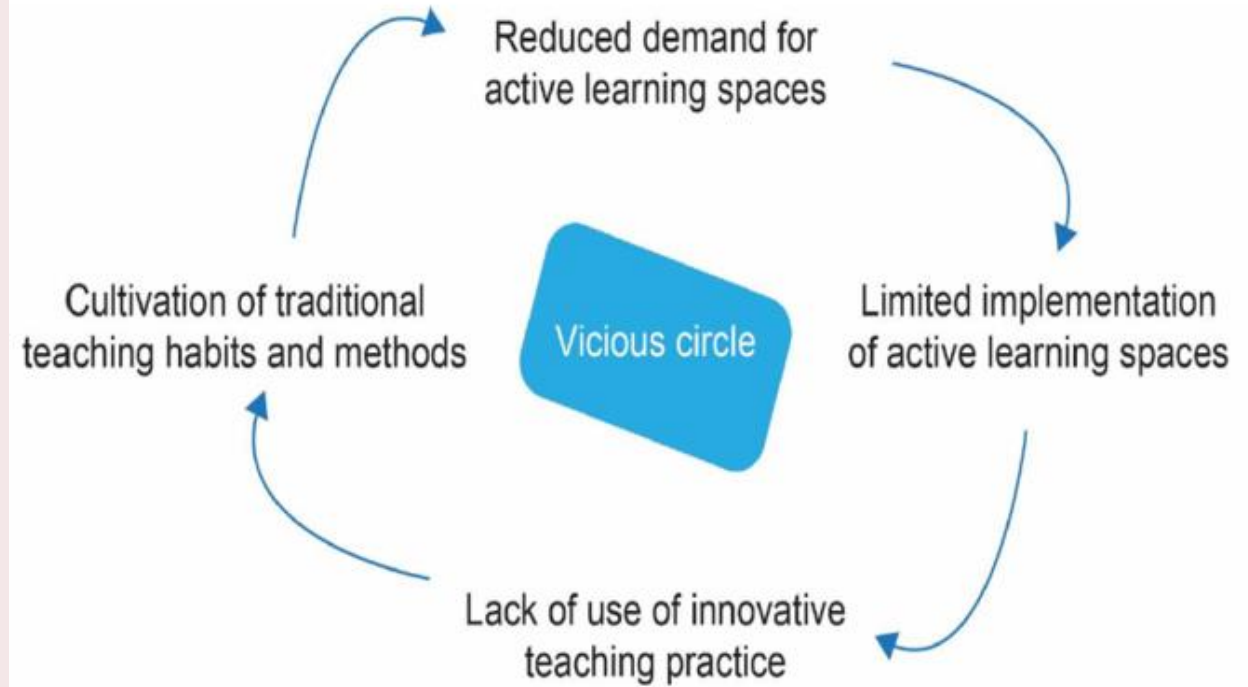 Reduced demand for
active learning spaces
Cultivation of traditional
teaching habits and methods
Vicious circle
Limited implementation
of active learning spaces
Lack of use of innovative
teaching practice